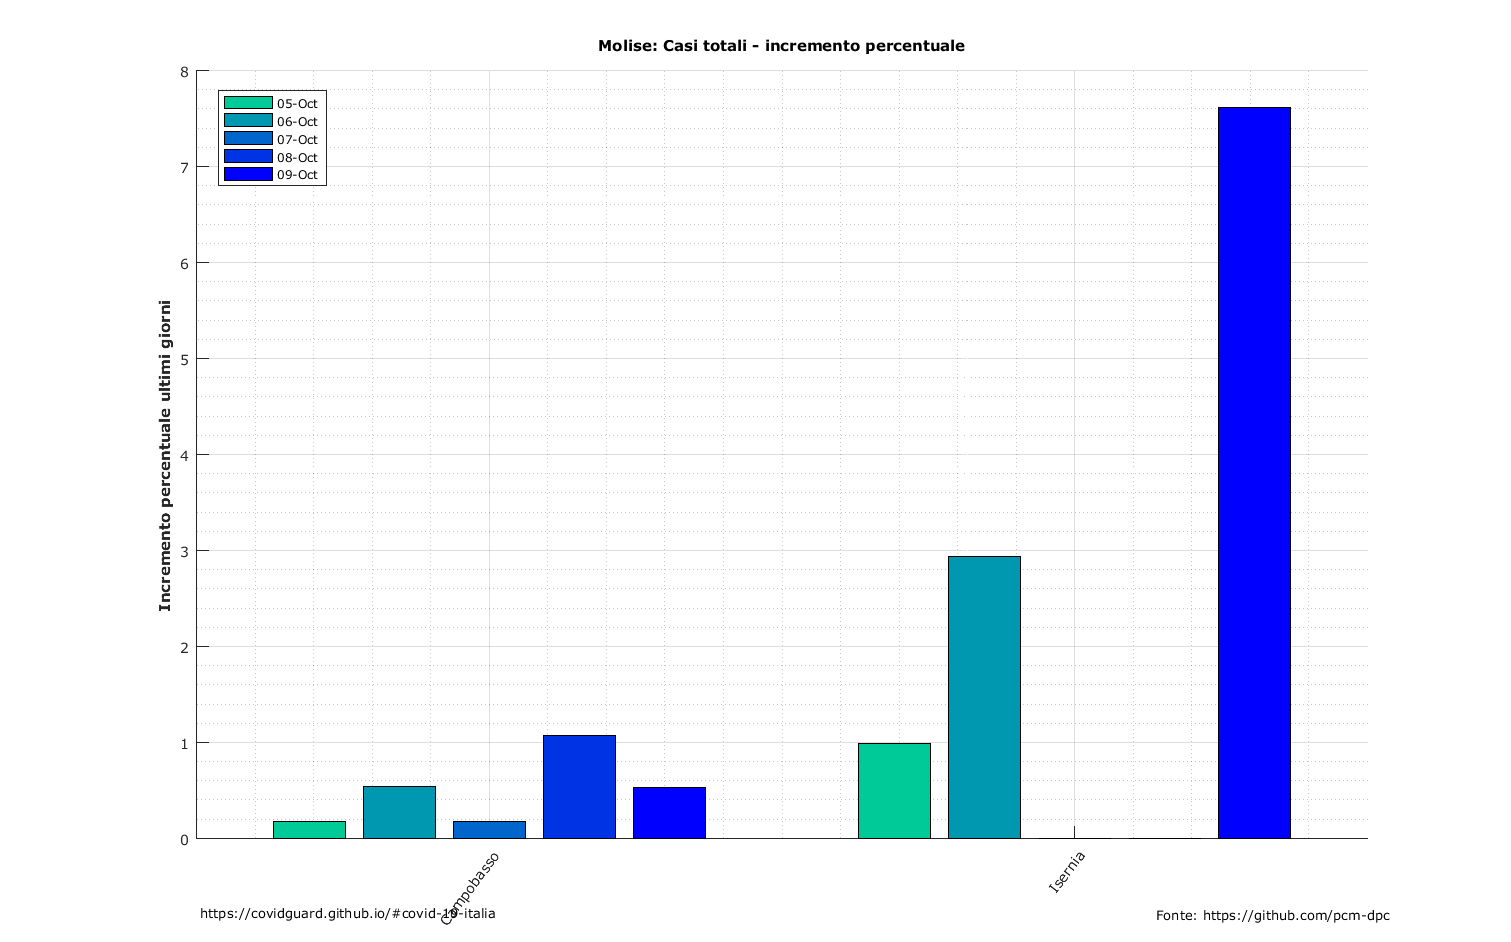 Molise: Casi totali - incremento percentuale
8
7
6
5
4
3
2
1
0
Incremento percentuale ultimi giorni
05-Oct
06-Oct
07-Oct
08-Oct
09-Oct
Campobasso
Isernia
https://covidguard.github.io/#covid-19-italia
Fonte: https://github.com/pcm-dpc